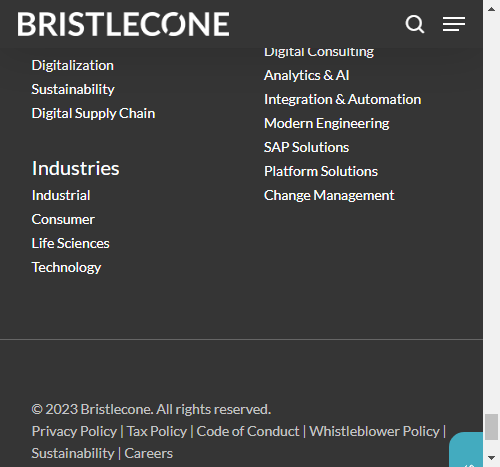 BRISTLECONE
Digitalization
Sustainability
Digital Supply Chain
Industries
Industrial
Consumer
Life Sciences
Technology
Digital Consulting
Analytics & AI
Integration & Automation
Modern Engineering
SAP Solutions
Platform Solutions
Change Management
© 2023 Bristlecone. All rights reserved.
Privacy Policy | Tax Policy | Code of Conduct | Whistleblower Policy |
Sustainability | Careers